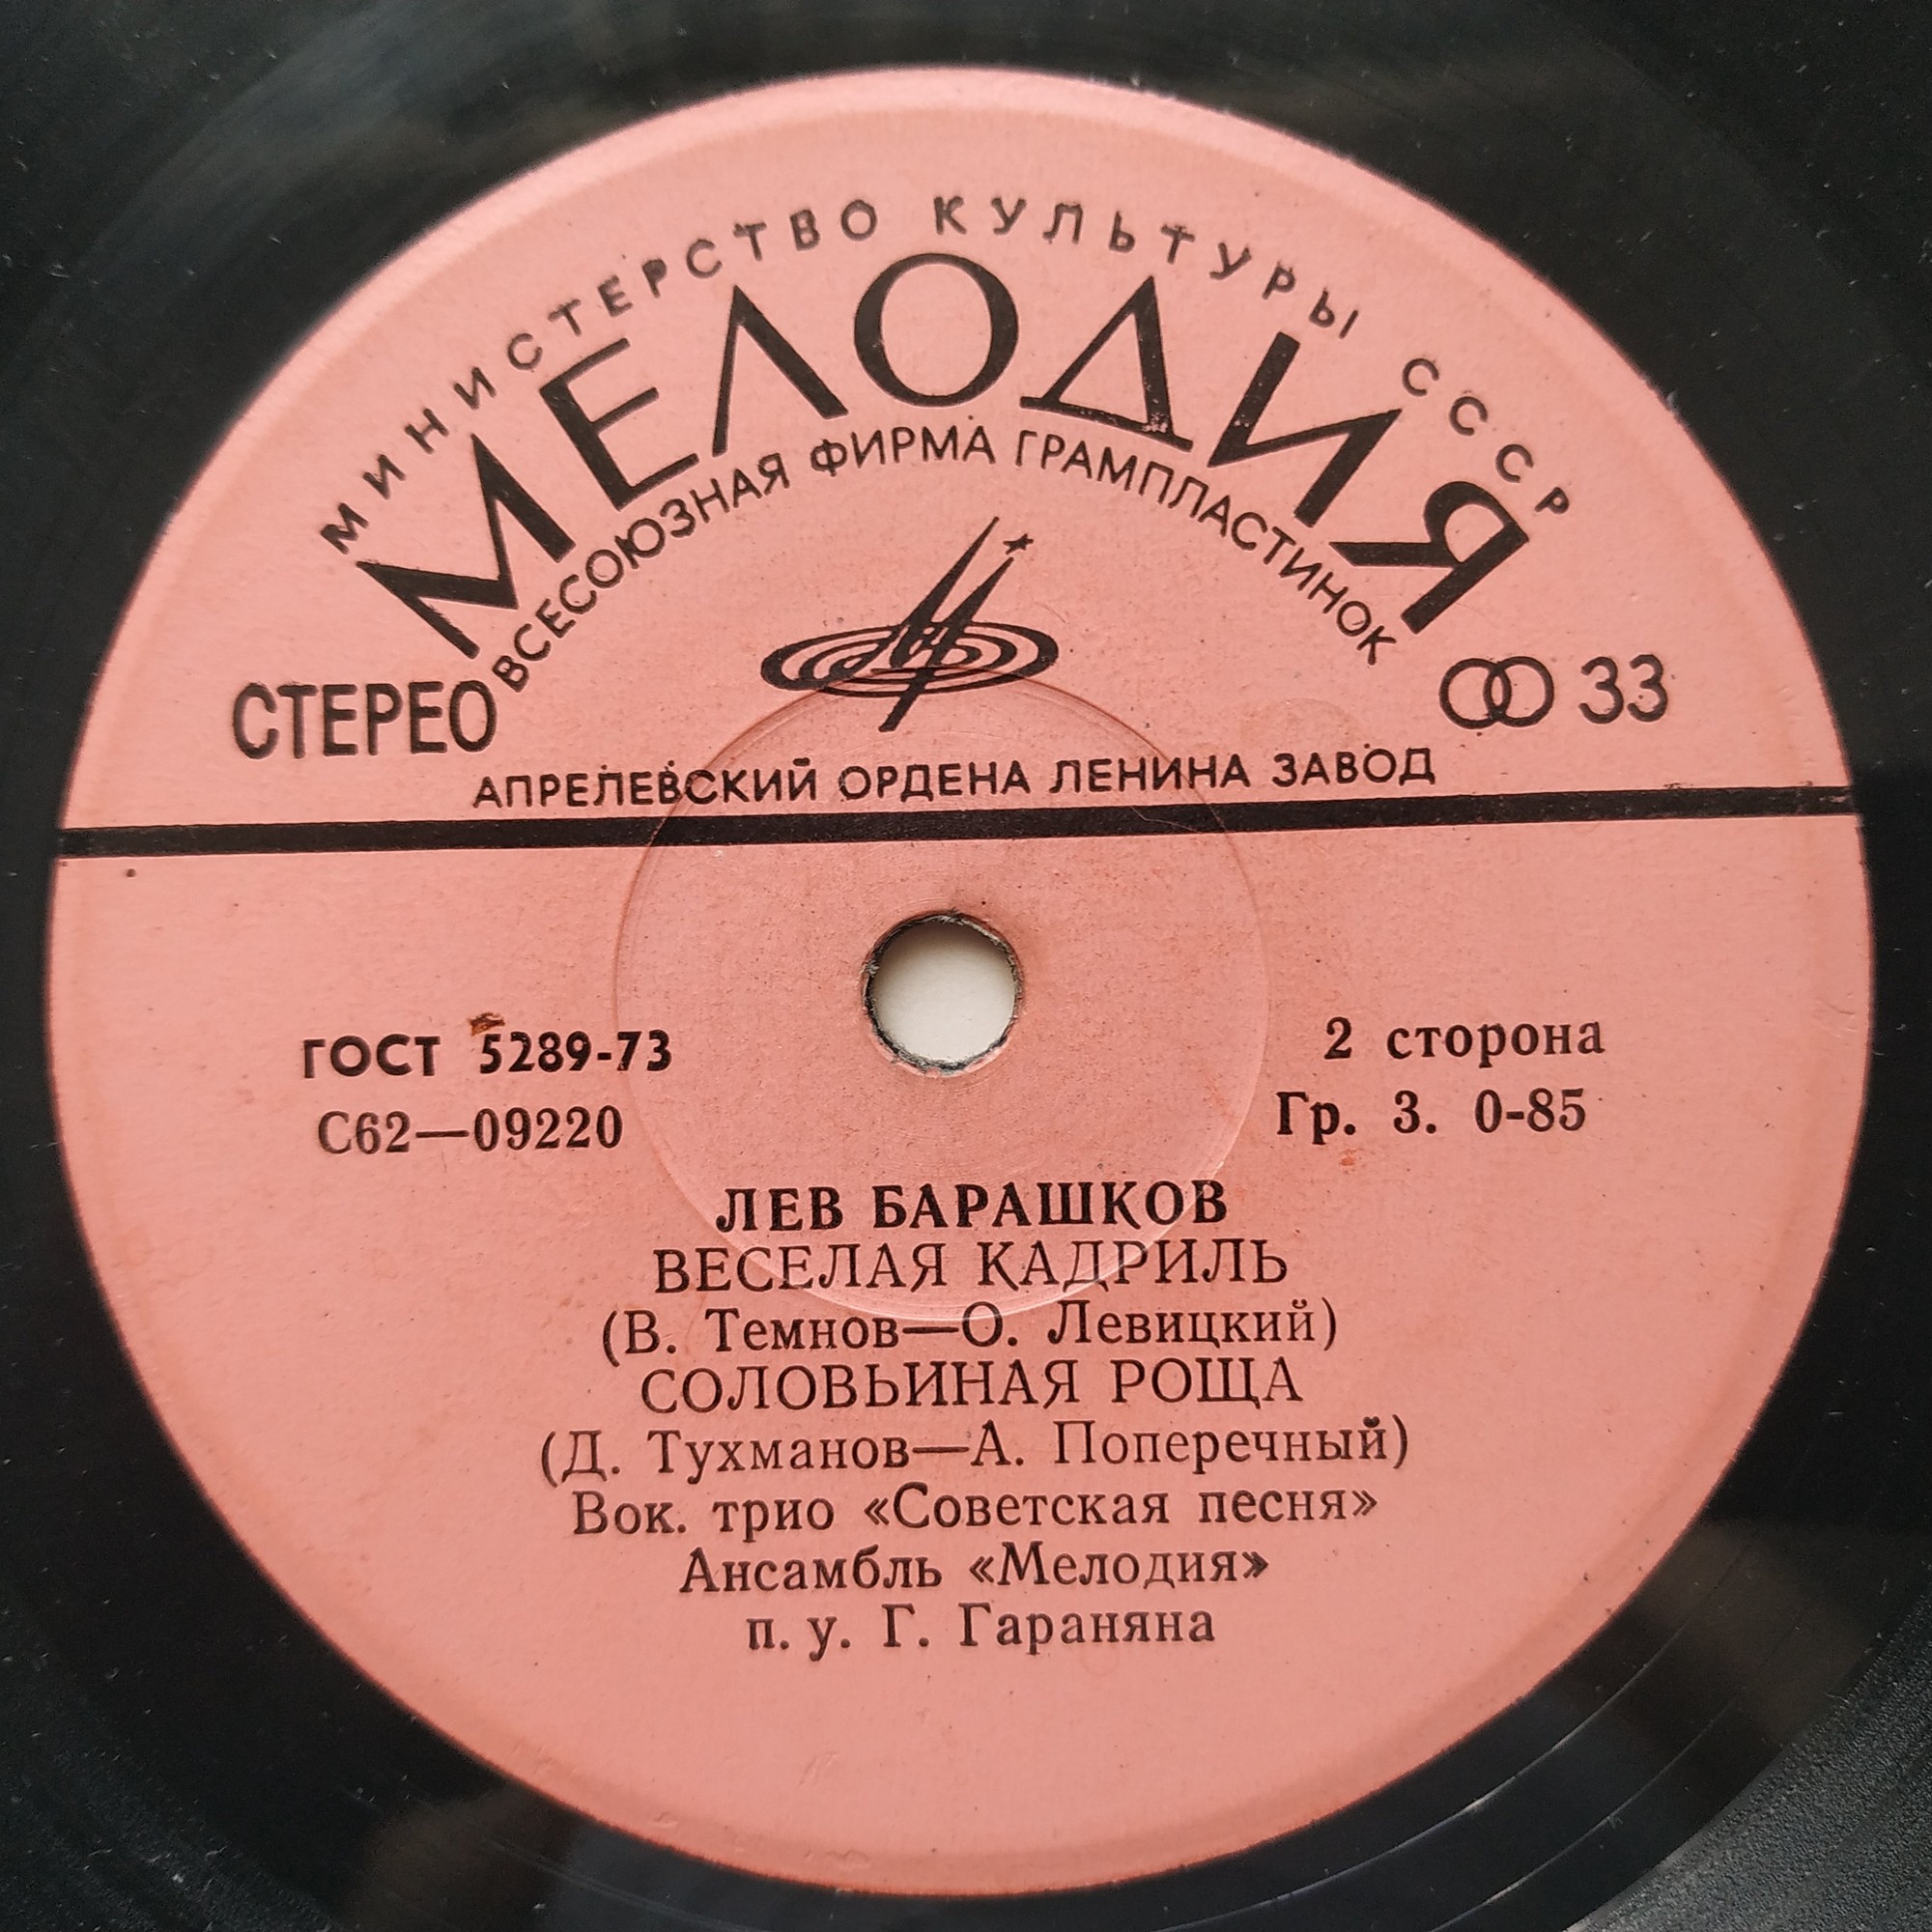 МИНИСТЕРСТВО КУЛЬТУРЫ СССР
МЕЛОДИЯ
ВСЕСОЮЗНАЯ ФИРМА ГРАМПЛАСТИНОК
СТЕРЕО
33
АПРЕЛЕВСКИЙ ОРДЕНА ЛЕНИНА ЗАВОД
ГОСТ 5289-73
2 сторона
С62—09220
Гр. 3. 0-85
ЛЕВ БАРАШКОВ
ВЕСЕЛАЯ КАДРИЛЬ
(В. Темнов—О. Левицкий)
СОЛОВЬИНАЯ РОЩА
(Д. Тухманов—А. Поперечный)
Вок. трио «Советская песня»
Ансамбль «Мелодия»
п. у. Г. Гараняна